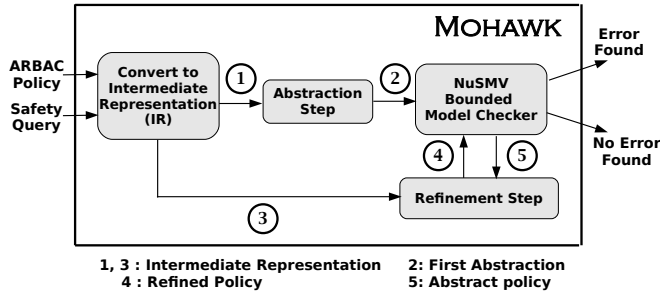 MOHAWK
ARBAC
Policy
Safety
Query
Convert to
Intermediate
Representation
(IR)
1
Abstraction
Step
2
NuSMV
Bounded
Model Checker
Error
Found
No Error
Found
4
5
Refinement Step
3
1, 3 : Intermediate Representation
2: First Abstraction
4 : Refined Policy
5: Abstract policy